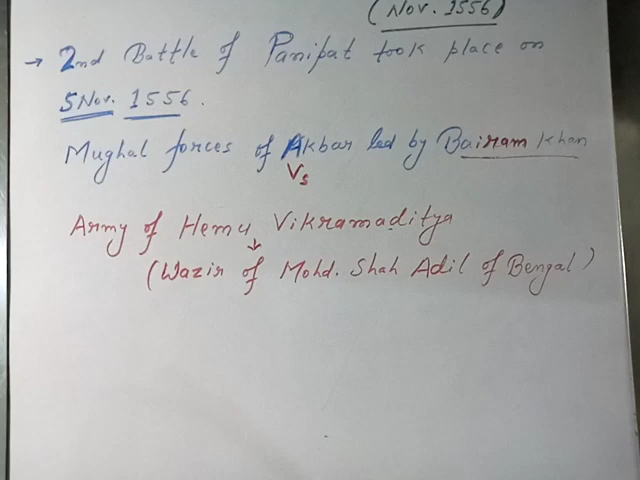 (Nov. 1556)
→ 2nd Battle of Panipat took place on
5 Nov. 1556.
Mughal forces of Akbar led by Bairam Khan
Vs
Army of Hemu Vikramaditya
↓
(Wazir of Mohd. Shah Adil of Bengal)